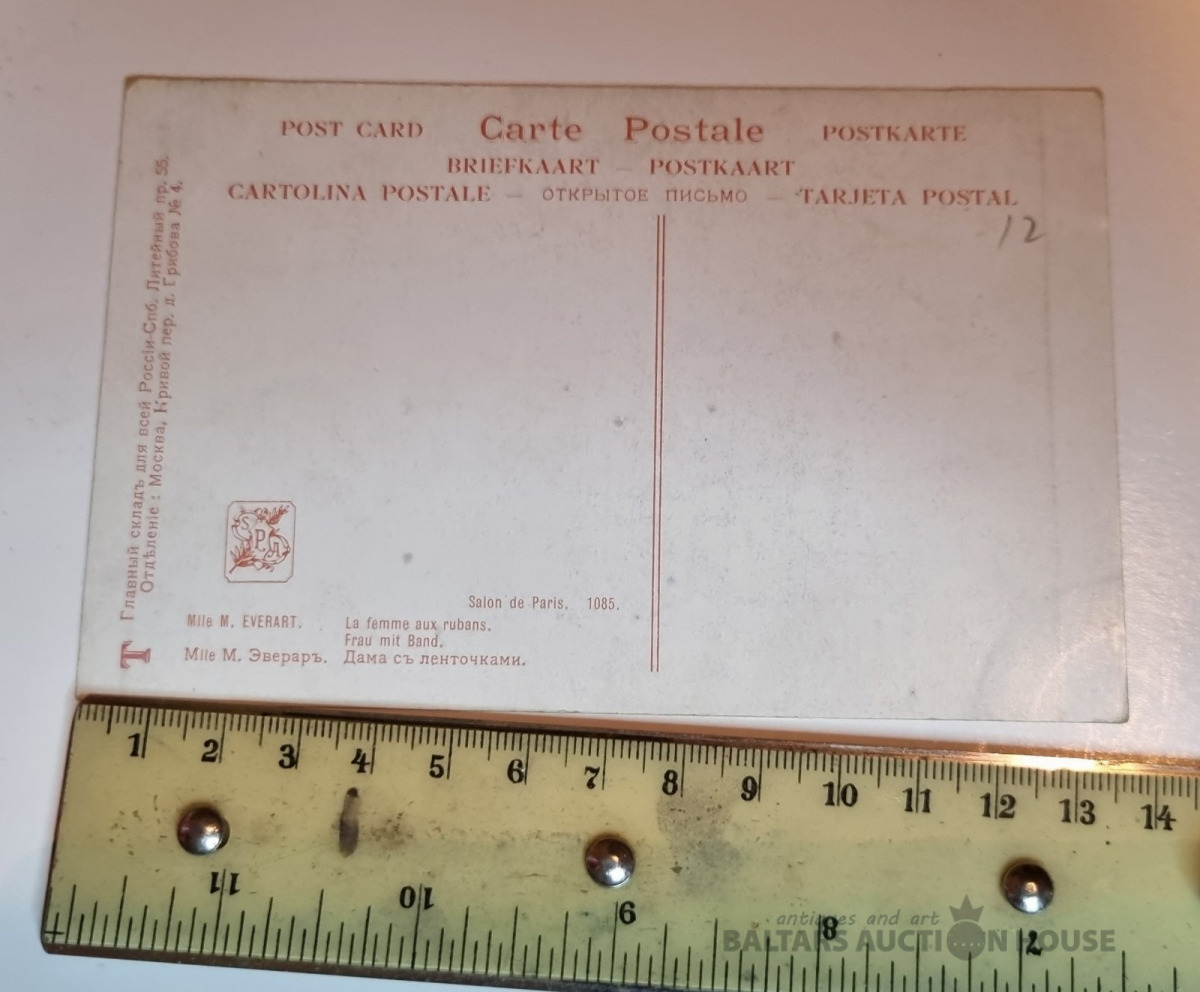 POST CARD Carte Postale POSTKARTE
BRIEFKAART — POSTKAART
CARTOLINA POSTALE — ОТКРЫТОЕ ПИСЬМО — TARJETA POSTAL
12
Главный складъ для всей Россіи-Спб. Литейный пр. 55.
Отдѣленіе : Москва, Кривой пер. д. Грибова № 4.
T
SPA
Salon de Paris. 1085.
Mlle M. EVERART. La femme aux rubans.
Frau mit Band.
Mlle М. Эвераръ. Дама съ ленточками.
1 2 3 4 5 6 7 8 9 10 11 12 13 14
11 10 9 8 7
antiques and art
BALTARS AUCTION HOUSE